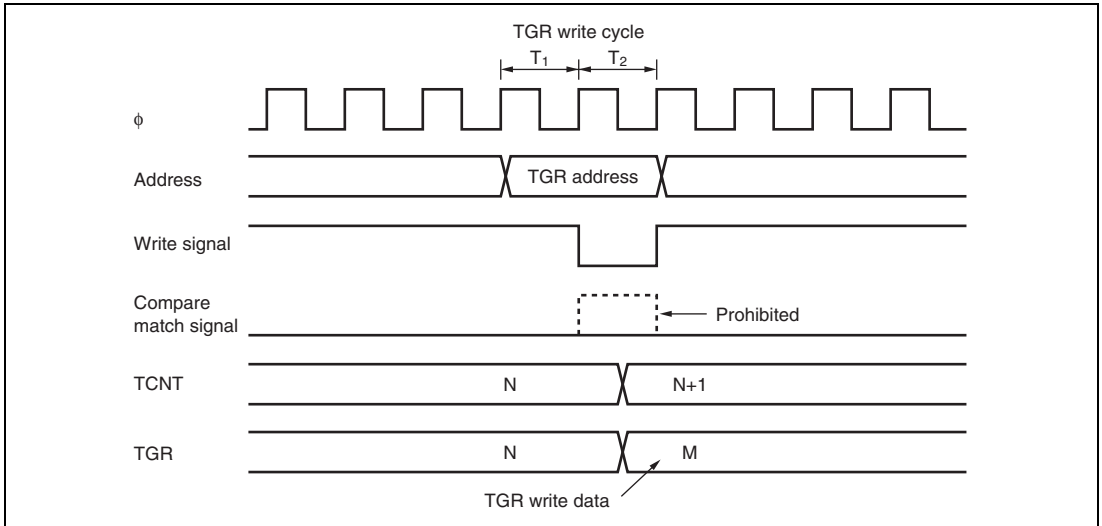 TGR write cycle
T1 T2
ϕ
Address TGR address
Write signal
Compare
match signal
Prohibited
TCNT N N+1
TGR N M
TGR write data